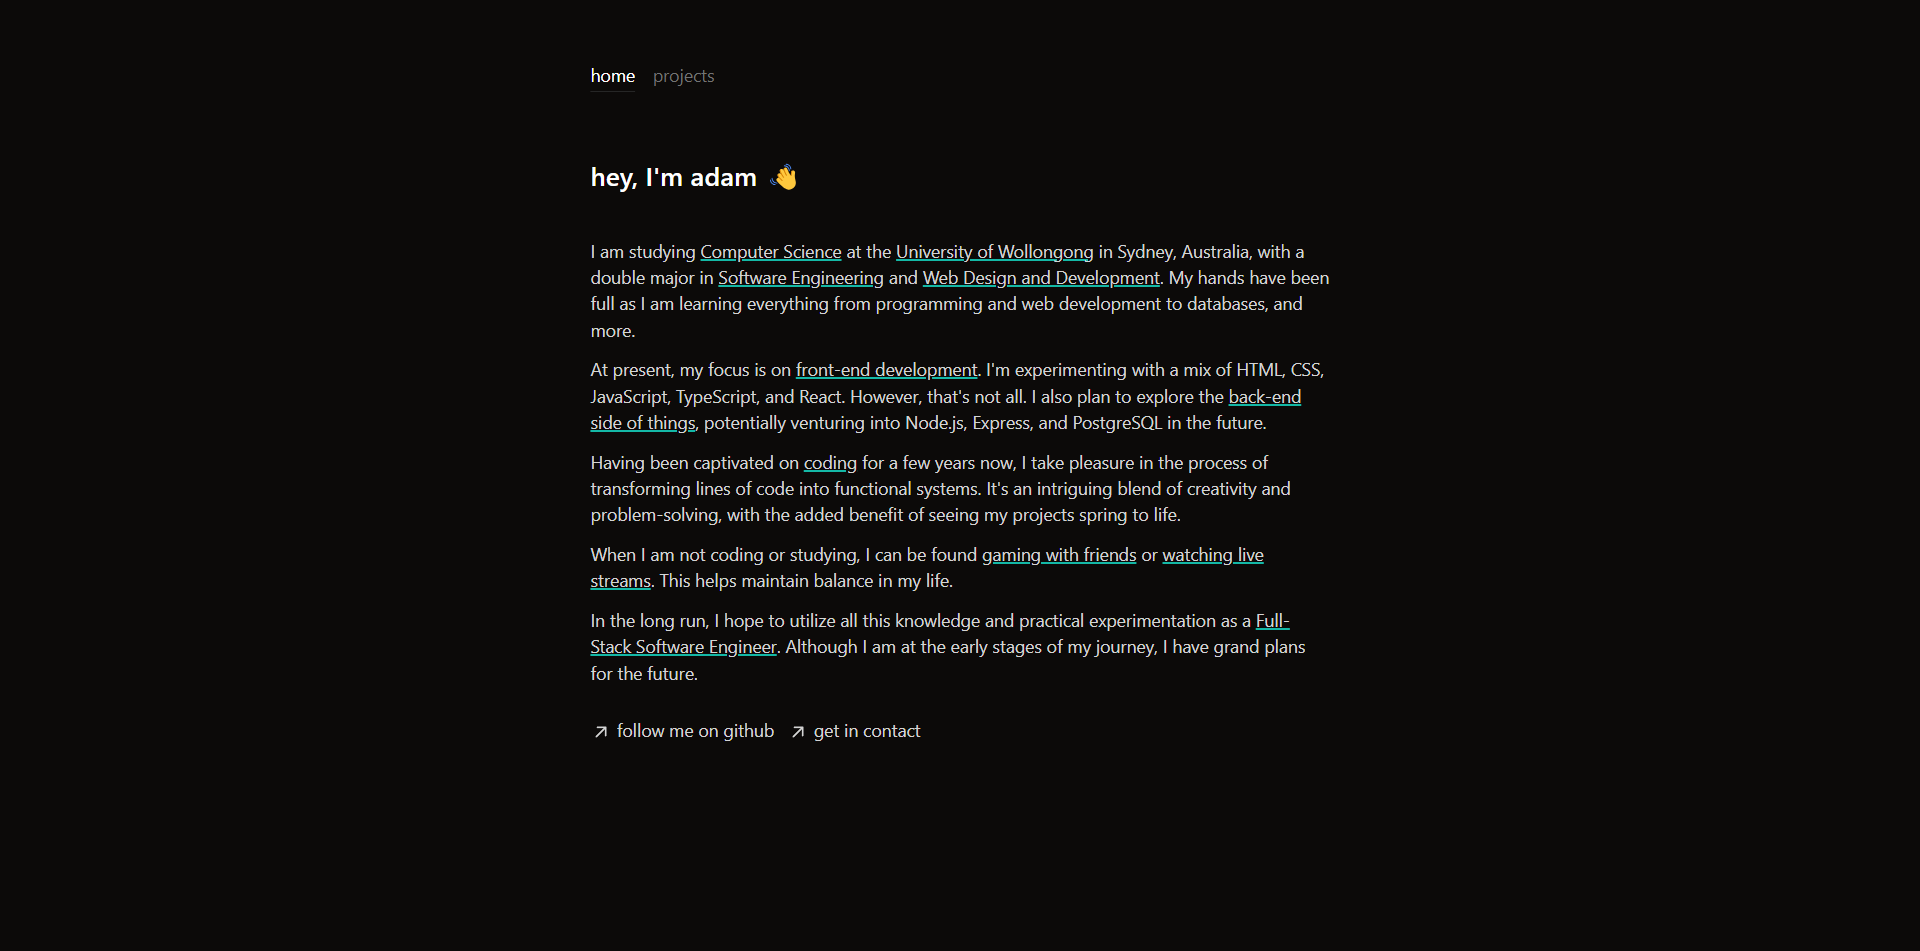 home projects
hey, I'm adam 👋
I am studying Computer Science at the University of Wollongong in Sydney, Australia, with a
double major in Software Engineering and Web Design and Development. My hands have been
full as I am learning everything from programming and web development to databases, and
more.
At present, my focus is on front-end development. I'm experimenting with a mix of HTML, CSS,
JavaScript, TypeScript, and React. However, that's not all. I also plan to explore the back-end
side of things, potentially venturing into Node.js, Express, and PostgreSQL in the future.
Having been captivated on coding for a few years now, I take pleasure in the process of
transforming lines of code into functional systems. It's an intriguing blend of creativity and
problem-solving, with the added benefit of seeing my projects spring to life.
When I am not coding or studying, I can be found gaming with friends or watching live
streams. This helps maintain balance in my life.
In the long run, I hope to utilize all this knowledge and practical experimentation as a Full-
Stack Software Engineer. Although I am at the early stages of my journey, I have grand plans
for the future.
follow me on github get in contact